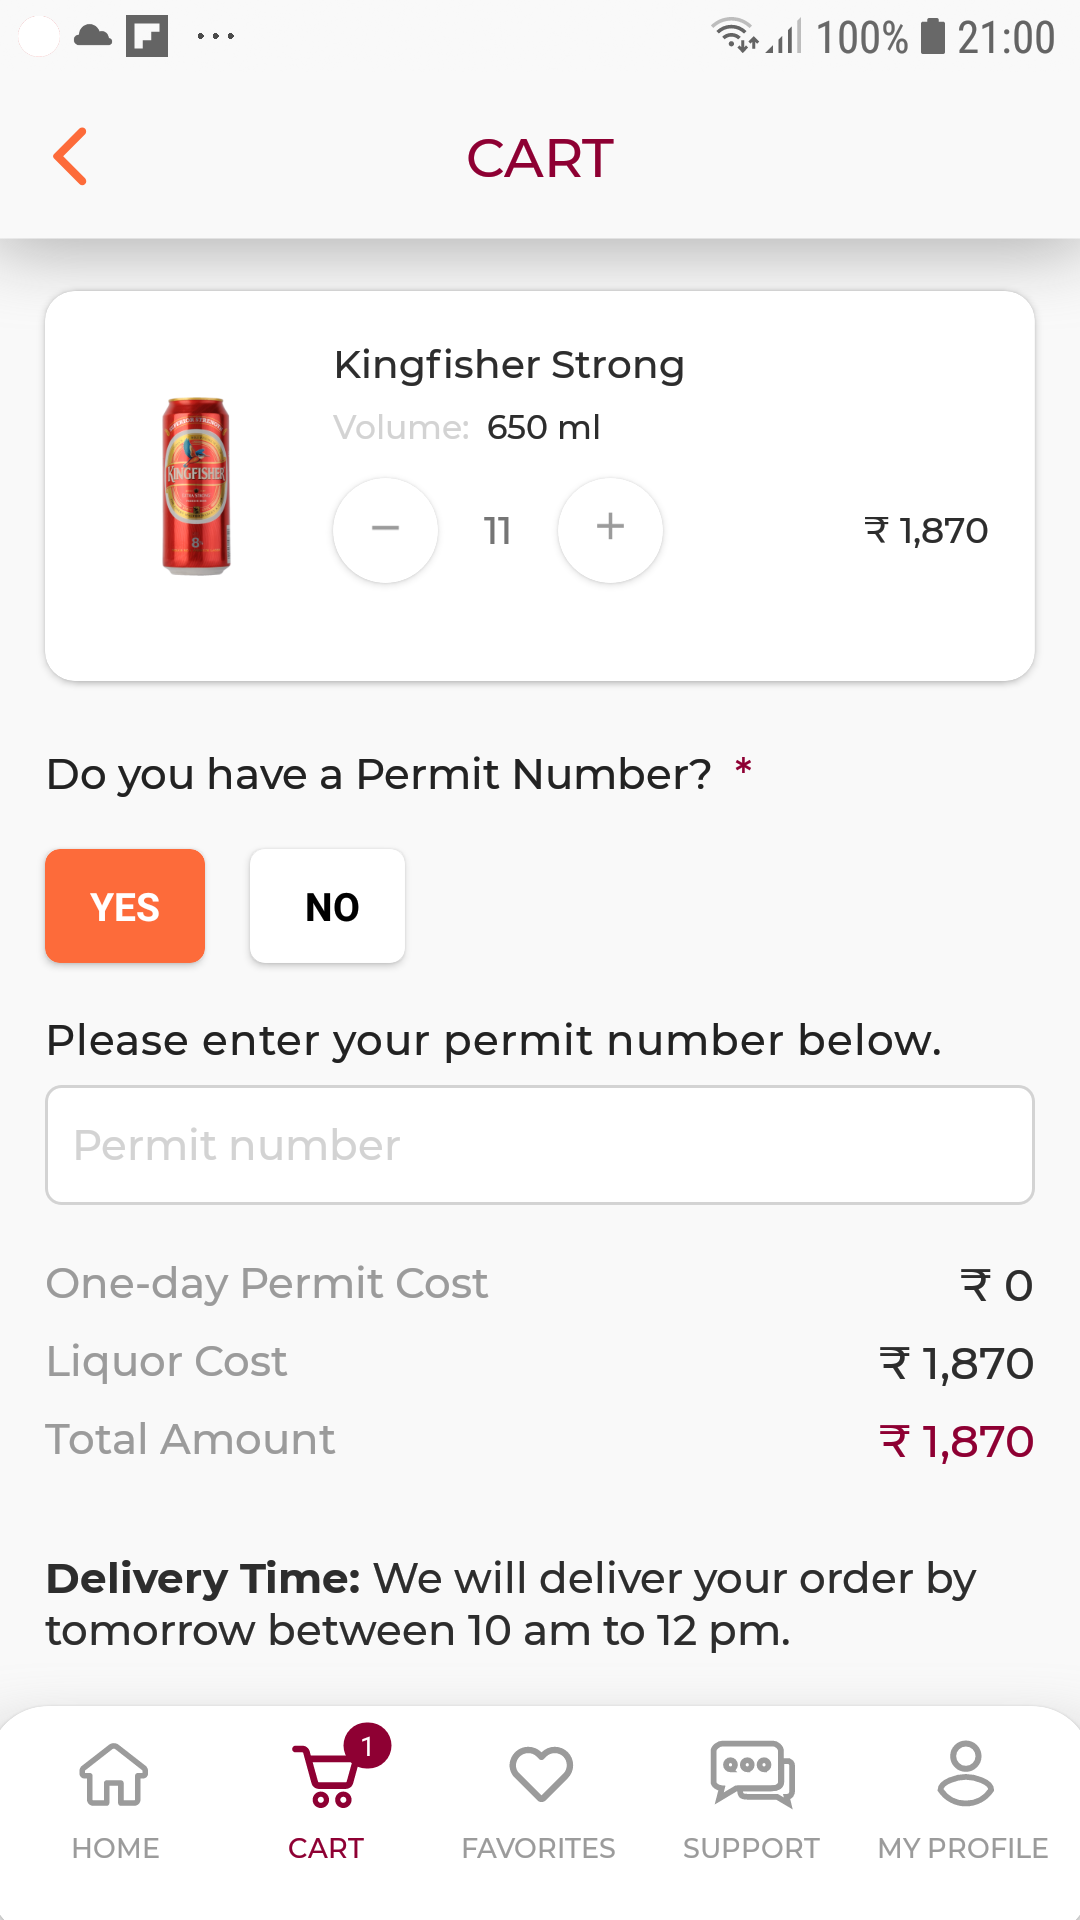 100% 21:00
CART
Kingfisher Strong
Volume: 650 ml
KINGFISHER
8%
11
₹ 1,870
Do you have a Permit Number? *
YES
NO
Please enter your permit number below.
Permit number
One-day Permit Cost ₹ 0
Liquor Cost ₹ 1,870
Total Amount ₹ 1,870
Delivery Time: We will deliver your order by
tomorrow between 10 am to 12 pm.
1
HOME CART FAVORITES SUPPORT MY PROFILE